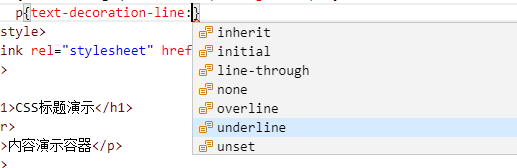 p{text-decoration-line:}
style>
ink rel="stylesheet" href
>
1>CSS标题演示</h1>
r>
>内容演示容器</p>
>
inherit
initial
line-through
none
overline
underline
unset